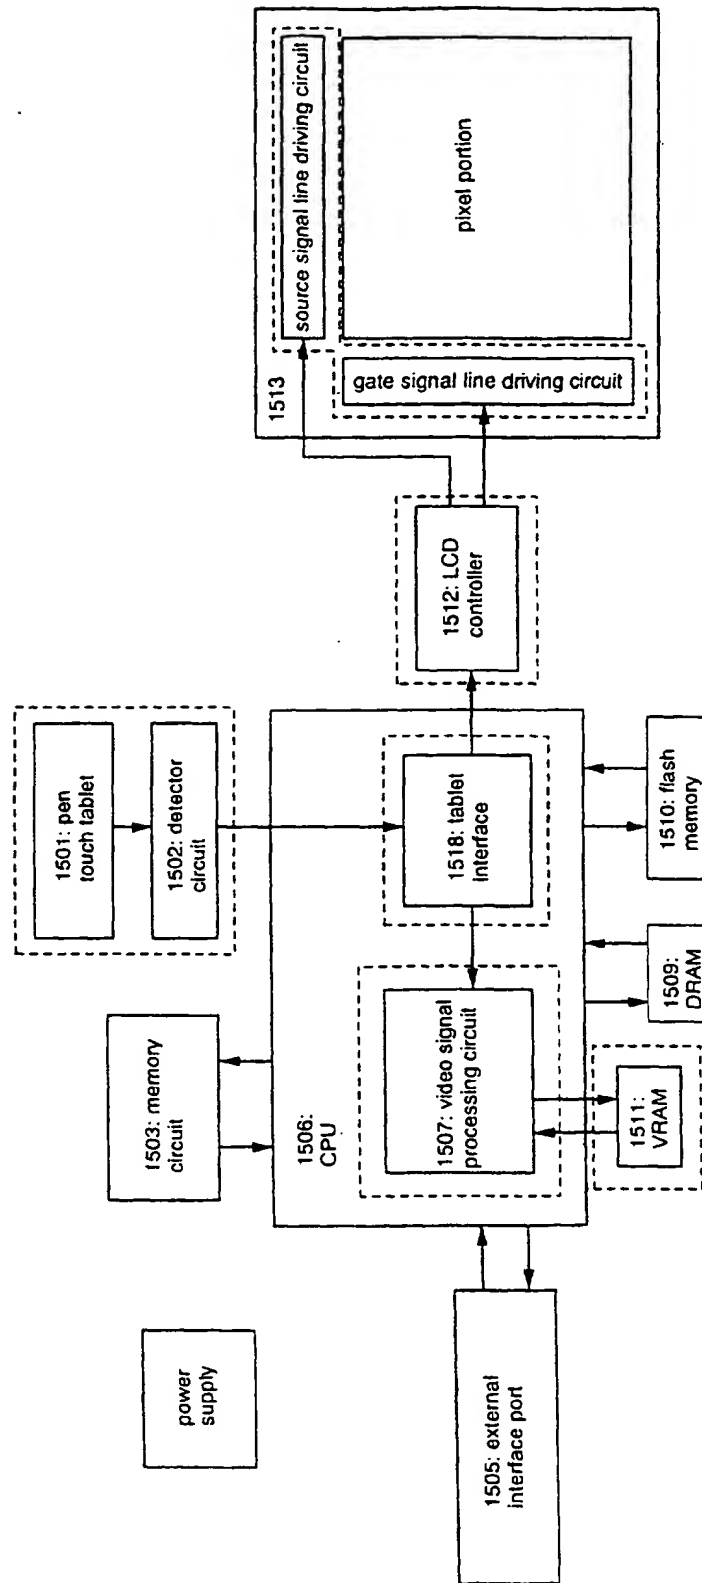 power
supply
1505: external
interface port
1503: memory
circuit
1506:
CPU
1507: video signal
processing circuit
1511:
VRAM
1509:
DRAM
1510: flash
memory
1501: pen
touch tablet
1502: detector
circuit
1518: tablet
interface
1512: LCD
controller
1513
source signal line driving circuit
gate signal line driving circuit
pixel portion